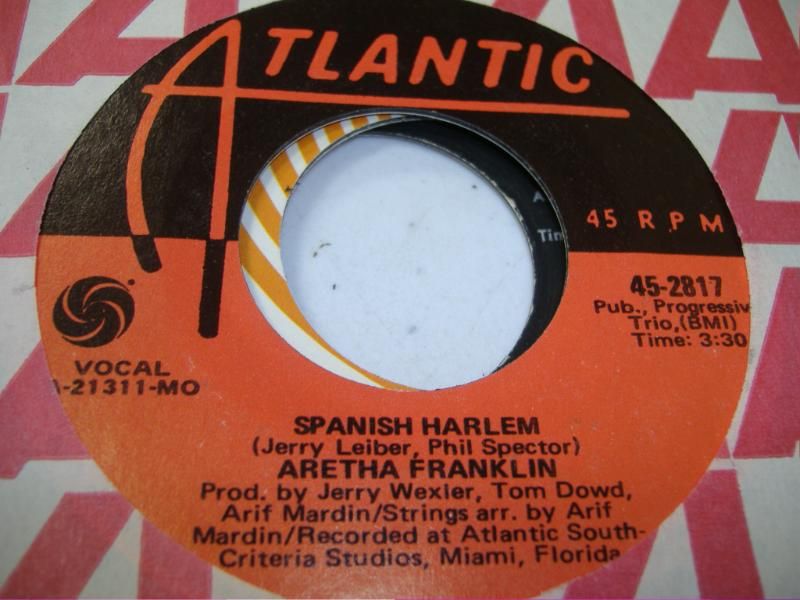 ATLANTIC
45 RPM
45-2817
Pub., Progressiv
Trio,(BMI)
Time: 3:30
VOCAL
-21311-MO
SPANISH HARLEM
(Jerry Leiber, Phil Spector)
ARETHA FRANKLIN
Prod. by Jerry Wexler, Tom Dowd,
Arif Mardin/Strings arr. by Arif
Mardin/Recorded at Atlantic South-
Criteria Studios, Miami, Florida